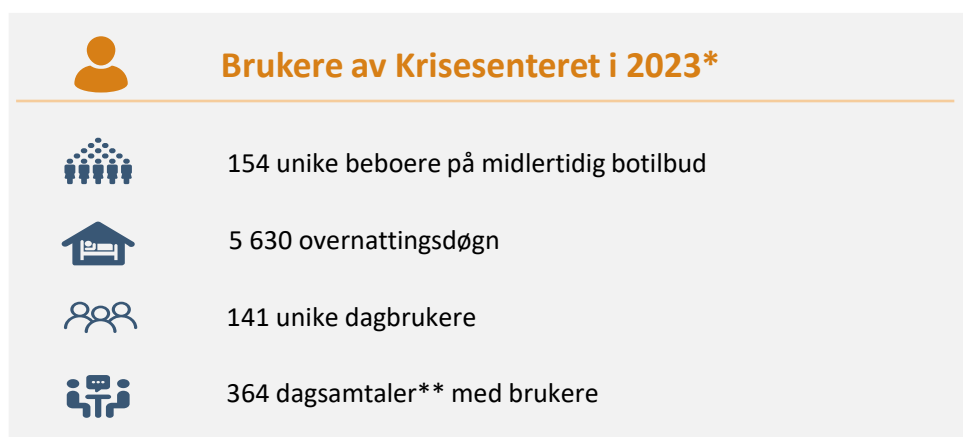 Brukere av Krisesenteret i 2023*
154 unike beboere på midlertidig botilbud
5 630 overnattingsdøgn
141 unike dagbrukere
364 dagsamtaler** med brukere